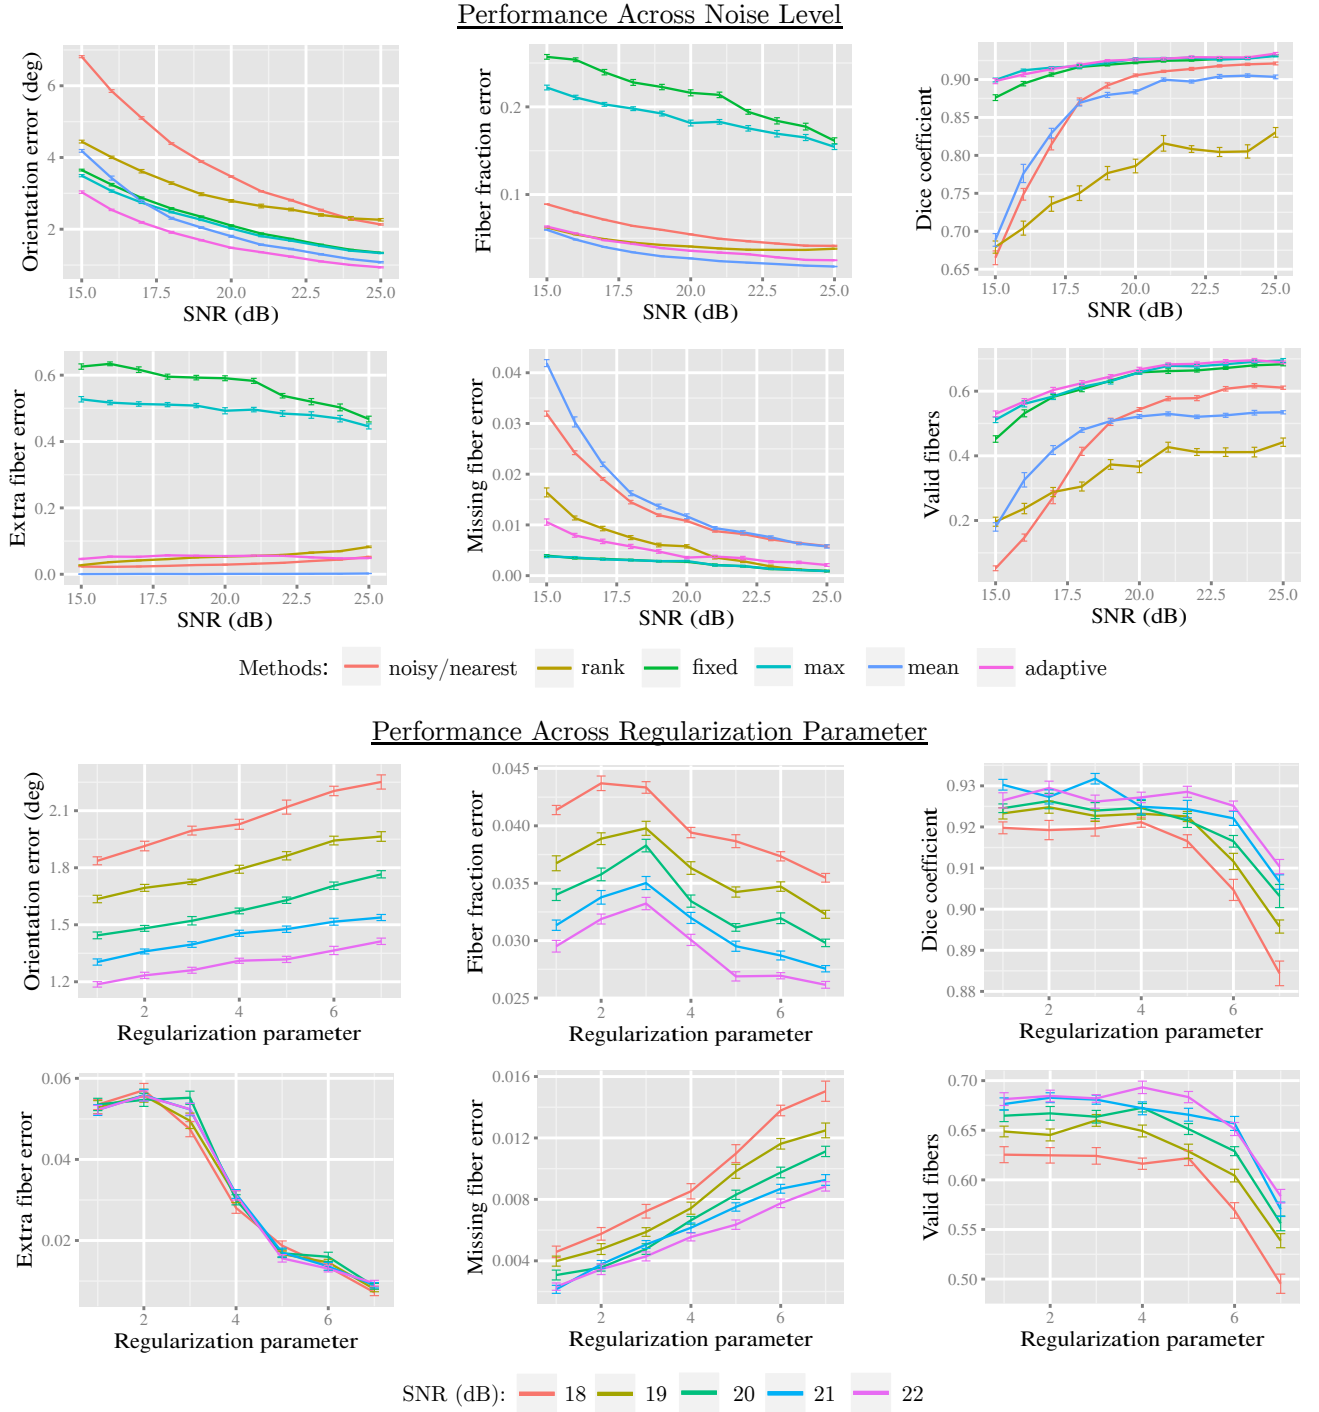 Performance Across Noise Level
Orientation error (deg)
6
4
2
15.0 17.5 20.0 22.5 25.0
SNR (dB)
Fiber fraction error
0.2
0.1
15.0 17.5 20.0 22.5 25.0
SNR (dB)
Dice coefficient
0.90
0.85
0.80
0.75
0.70
0.65
15.0 17.5 20.0 22.5 25.0
SNR (dB)
Extra fiber error
0.6
0.4
0.2
0.0
15.0 17.5 20.0 22.5 25.0
SNR (dB)
Missing fiber error
0.04
0.03
0.02
0.01
0.00
15.0 17.5 20.0 22.5 25.0
SNR (dB)
Valid fibers
0.6
0.4
0.2
15.0 17.5 20.0 22.5 25.0
SNR (dB)
Methods: noisy/nearest rank fixed max mean adaptive
Performance Across Regularization Parameter
Orientation error (deg)
2.1
1.8
1.5
1.2
2 4 6
Regularization parameter
Fiber fraction error
0.045
0.040
0.035
0.030
0.025
2 4 6
Regularization parameter
Dice coefficient
0.93
0.92
0.91
0.90
0.89
0.88
2 4 6
Regularization parameter
Extra fiber error
0.06
0.04
0.02
2 4 6
Regularization parameter
Missing fiber error
0.016
0.012
0.008
0.004
2 4 6
Regularization parameter
Valid fibers
0.70
0.65
0.60
0.55
0.50
2 4 6
Regularization parameter
SNR (dB): 18 19 20 21 22